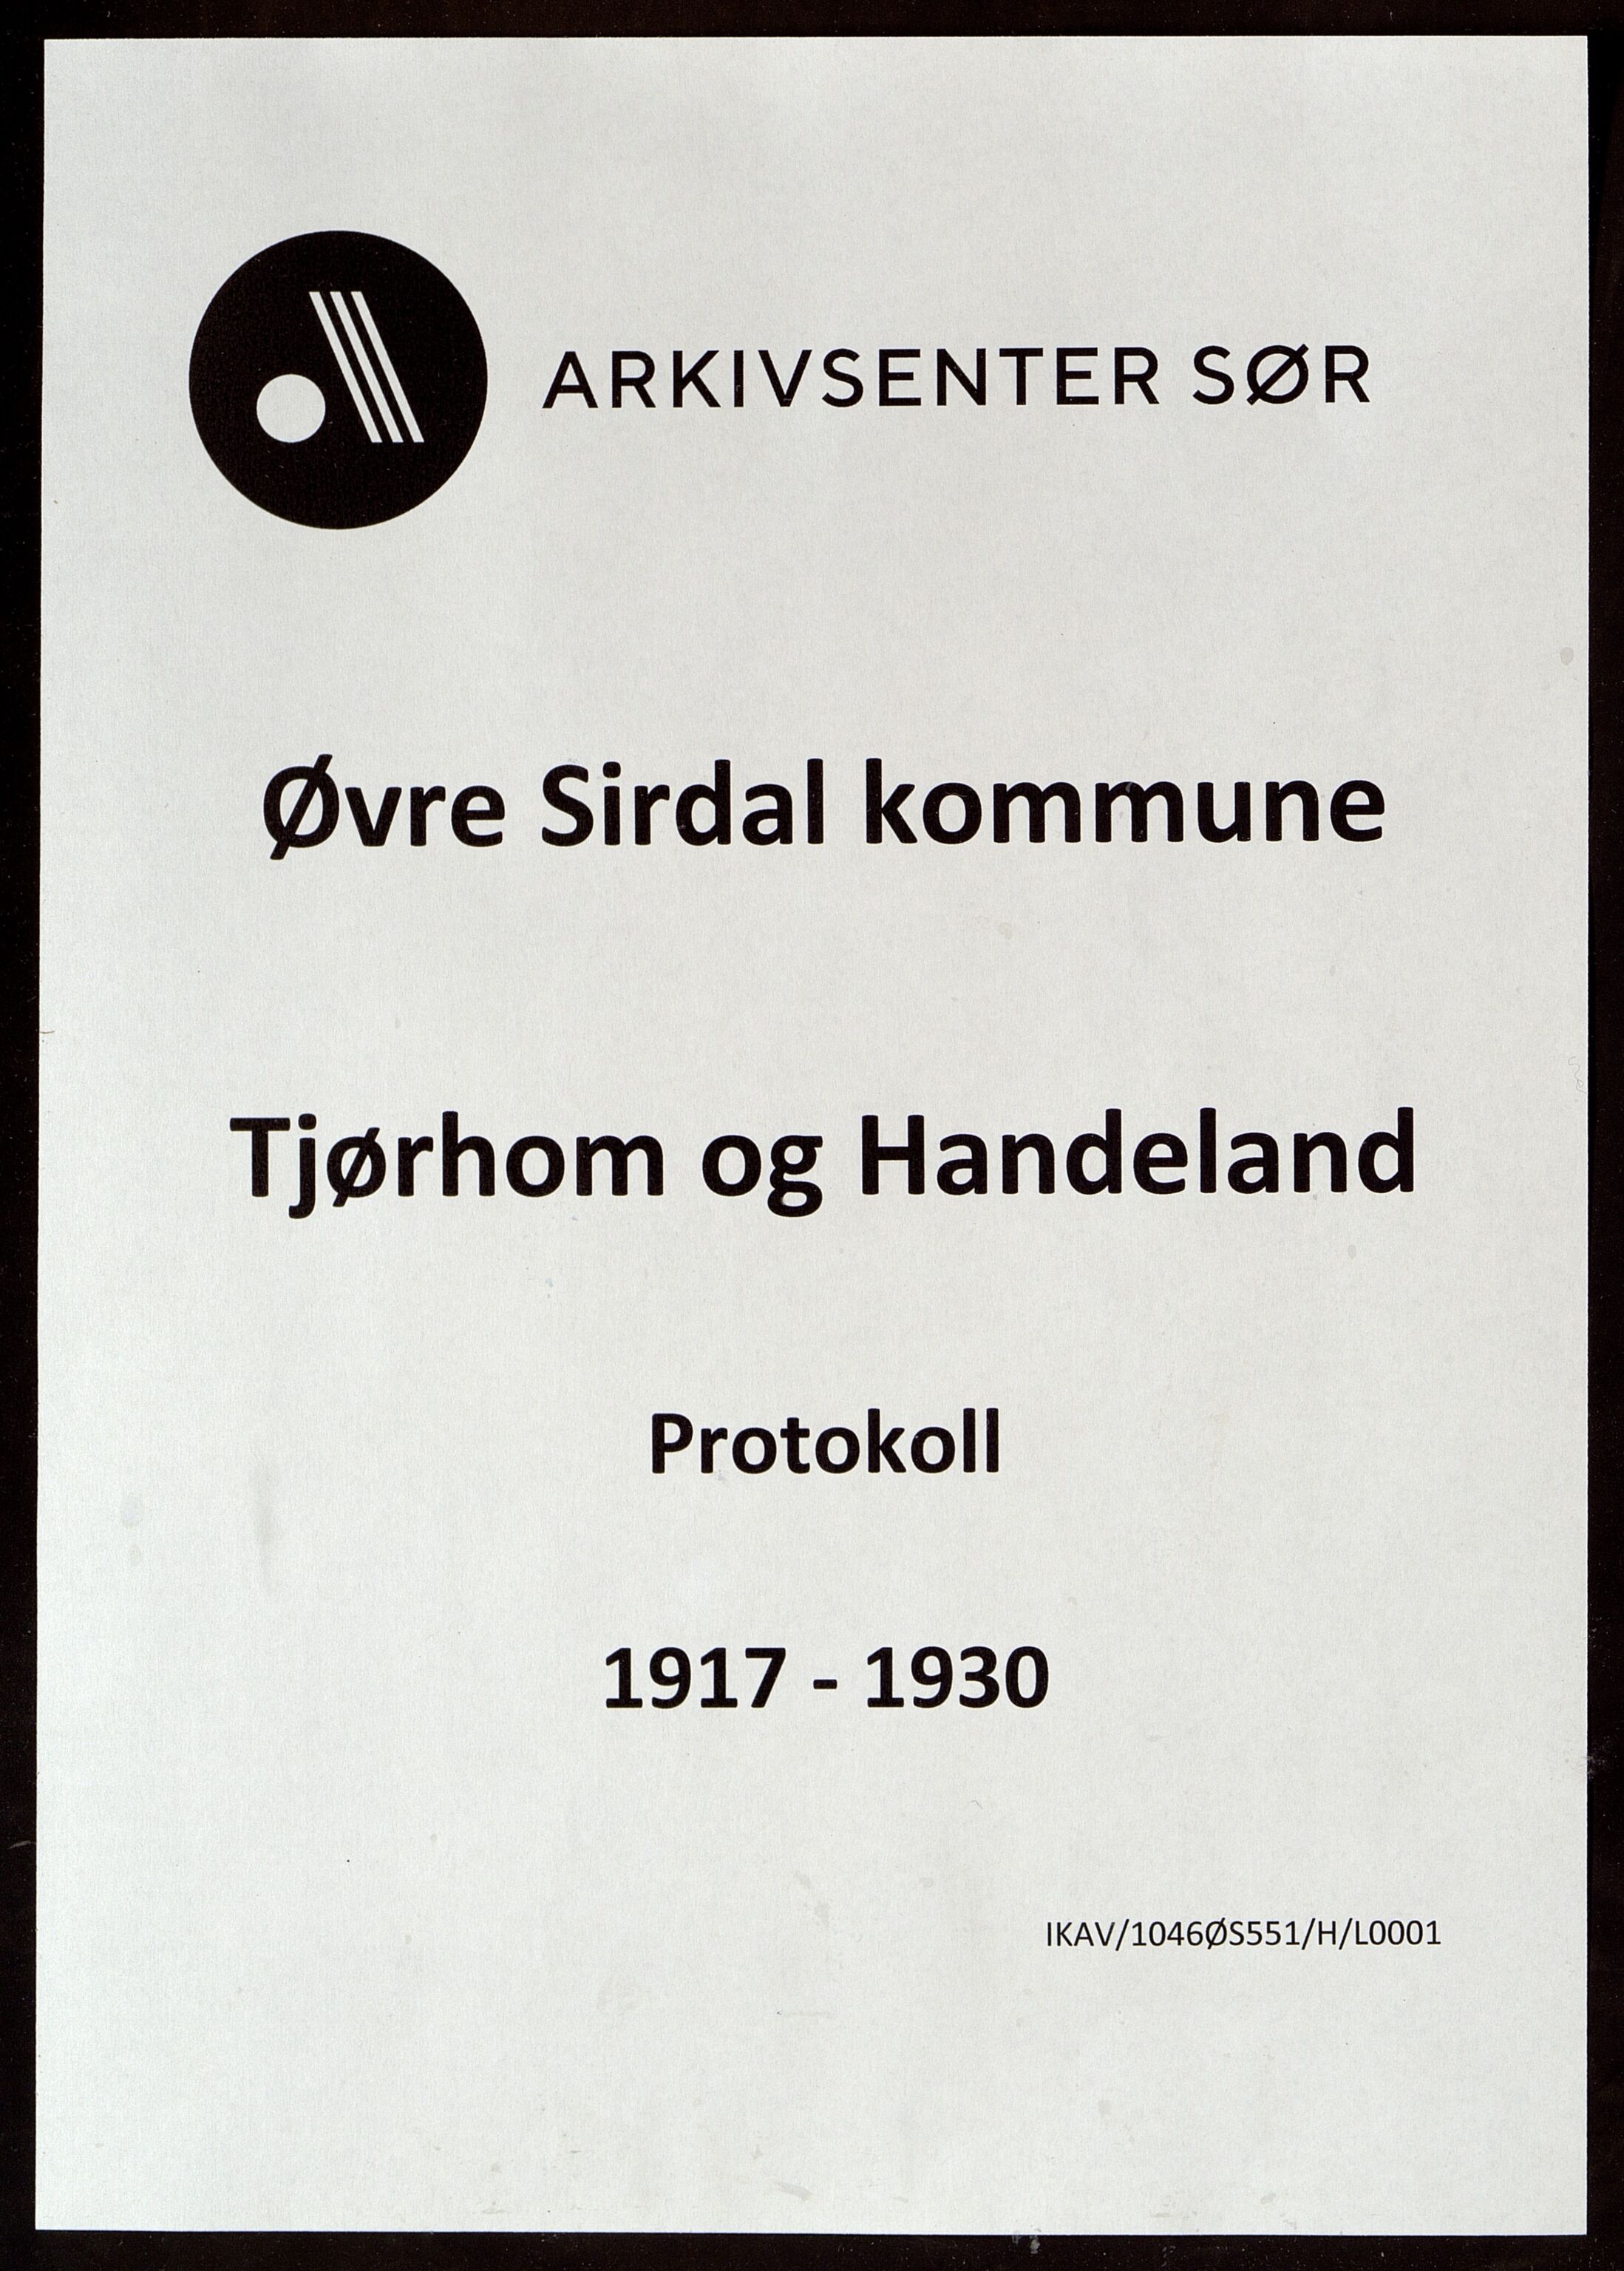 ARKIVSENTER SØR
Øvre Sirdal kommune
Tjørhom og Handeland
Protokoll
1917 - 1930
IKAV/1046ØS551/H/L0001